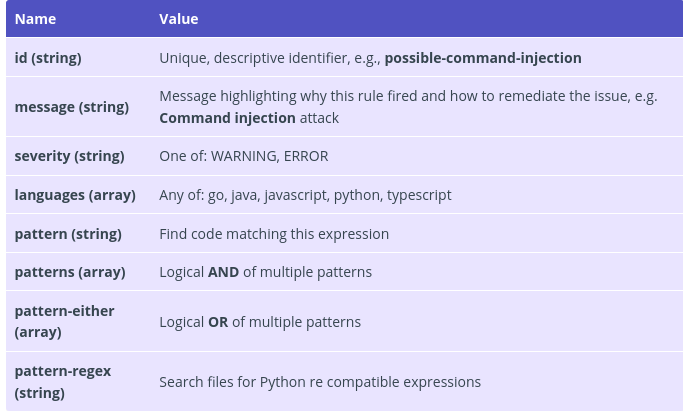 Name Value
id (string) Unique, descriptive identifier, e.g., possible-command-injection
message (string) Message highlighting why this rule fired and how to remediate the issue, e.g.
Command injection attack
severity (string) One of: WARNING, ERROR
languages (array) Any of: go, java, javascript, python, typescript
pattern (string) Find code matching this expression
patterns (array) Logical AND of multiple patterns
pattern-either
(array) Logical OR of multiple patterns
pattern-regex
(string) Search files for Python re compatible expressions